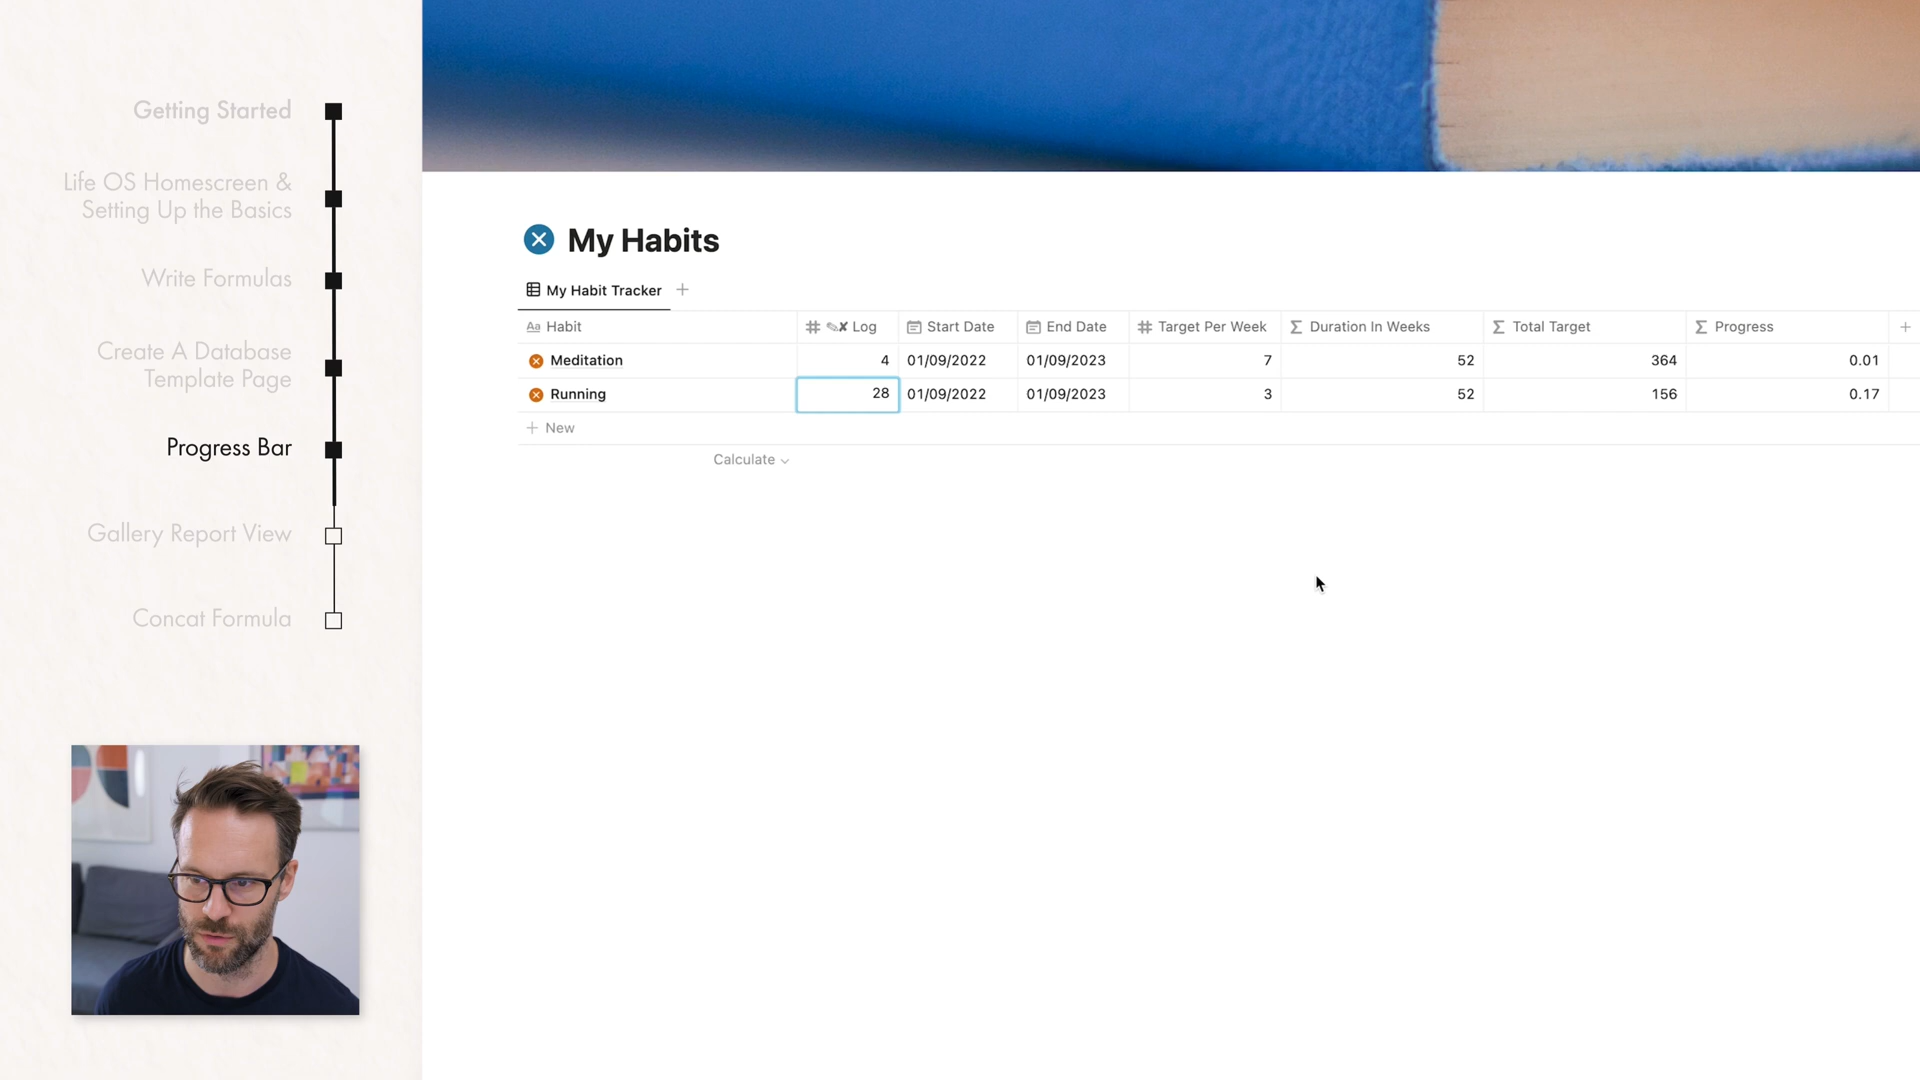 Getting Started
Life OS Homescreen &
Setting Up the Basics
Write Formulas
Create A Database
Template Page
Progress Bar
Gallery Report View
Concat Formula
My Habits
My Habit Tracker
Aa Habit # ✎✘ Log Start Date End Date # Target Per Week Σ Duration In Weeks Σ Total Target Σ Progress +
Meditation 4 01/09/2022 01/09/2023 7 52 364 0.01
Running 28 01/09/2022 01/09/2023 3 52 156 0.17
+ New
Calculate